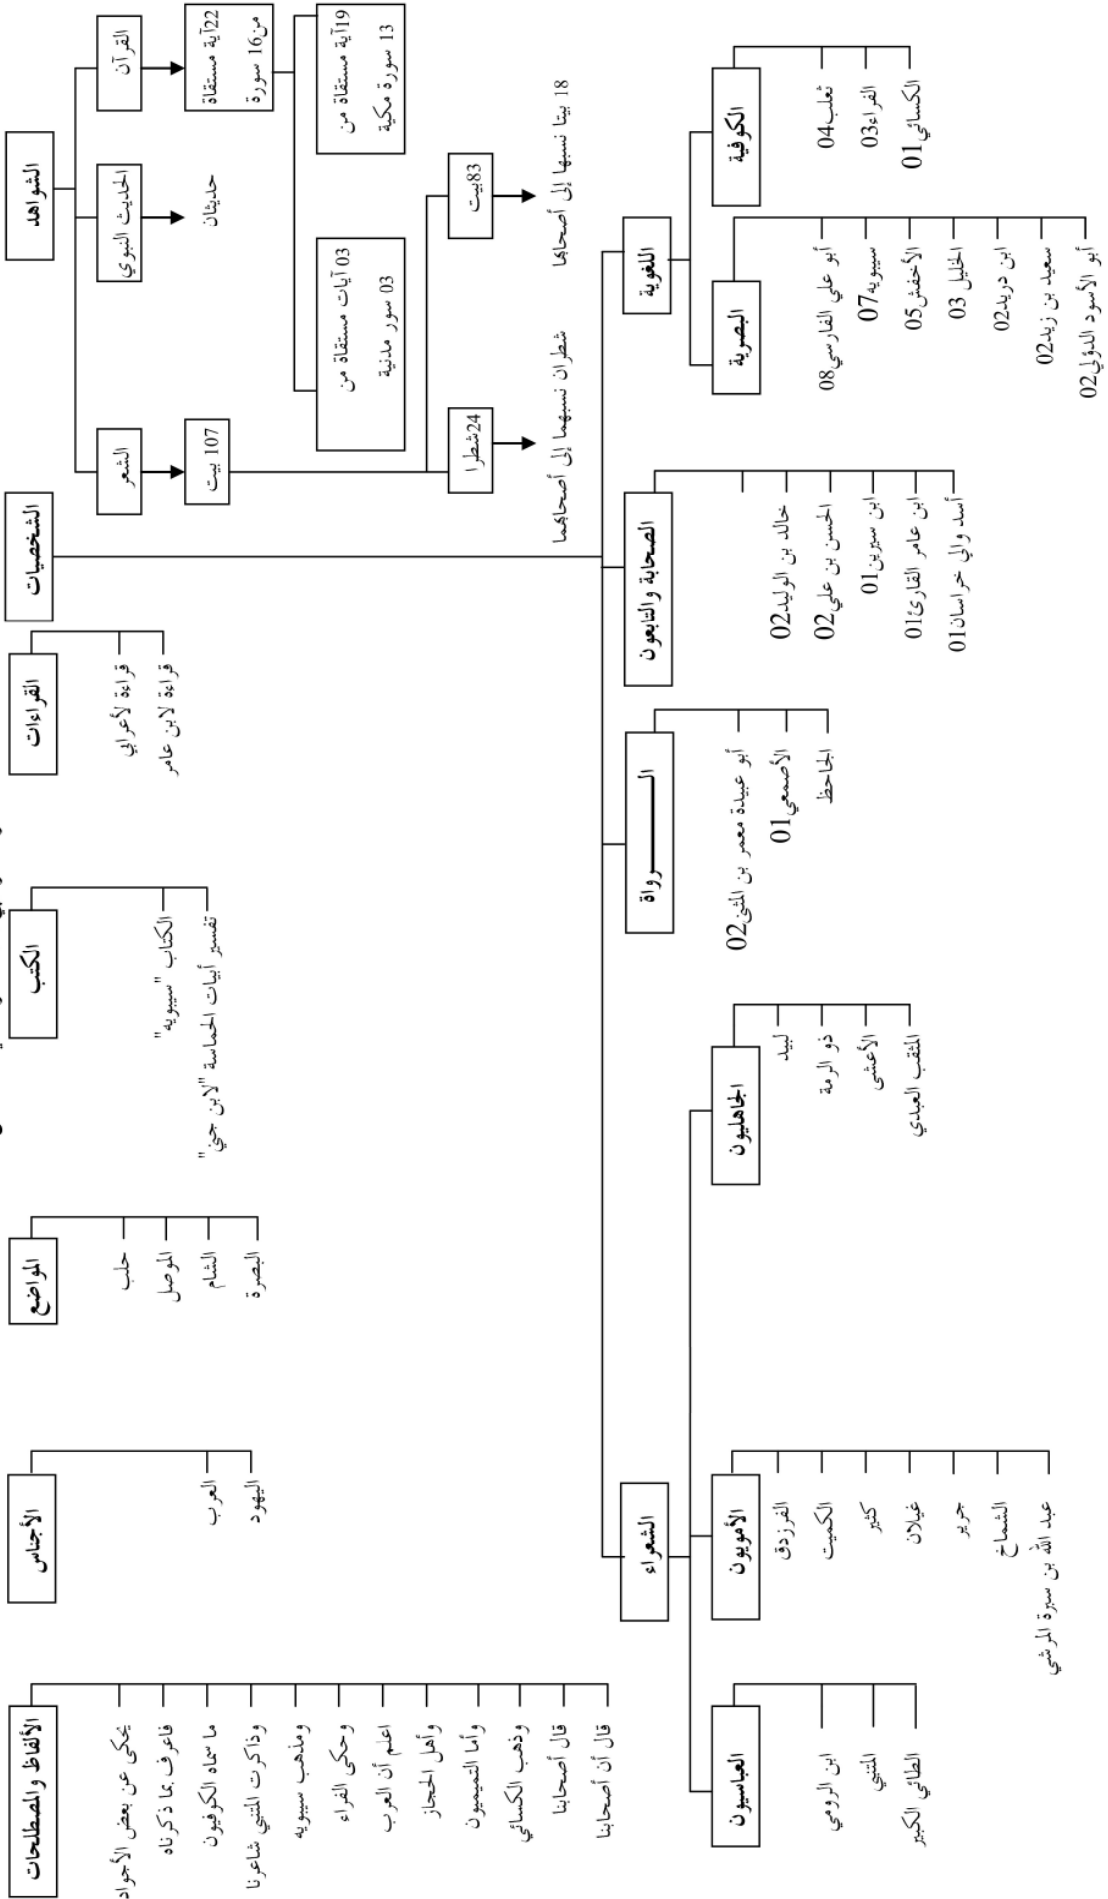 الشواهد
القرآن
22آية مستقاة
من16 سورة
19آية مستقاة من
13 سورة مكية
03 آيات مستقاة من
03 سور مدنية
الحديث النبوي
حديثان
الشعر
107 بيت
83بيت
18 بيتا نسبها إلى أصحابها
24شطرا
شطران نسبهما إلى أصحابهما
الشخصيات
اللغوية
الكوفية
ثعلب04
الفراء03
الكسائي01
البصرية
أبو علي الفارسي08
سيبويه07
الأخفش05
الخليل 03
ابن دريد02
سعيد بن زيد02
أبو الأسود الدؤلي02
الصحابة والتابعون
خالد بن الوليد02
الحسن بن علي02
ابن سيرين01
ابن عامر القارئ01
أسد والي خراسان01
الـــــــرواة
أبو عبيدة معمر بن المثنى02
الأصمعي01
الجاحظ
الشعراء
الجاهليون
لبيد
ذو الرمة
الأعشى
المثقب العبدي
الأمويون
الفرزدق
الكميت
كثير
غيلان
جرير
الشماخ
عبد الله بن سبرة المرشي
العباسيون
ابن الرومي
المتنبي
الطائي الكبير
القراءات
قراءة لأعرابي
قراءة لابن عامر
الكتب
الكتاب "سيبويه"
تفسير أبيات الحماسة "لابن جني"
المواضع
حلب
الموصل
الشام
البصرة
الأجناس
العرب
اليهود
الألفاظ والمصطلحات
يحكى عن بعض الأجواد
فاعرف بما ذكرناه
ما سماه الكوفيون
وذاكرت المتنبي شاعرنا
ومذهب سيبويه
وحكى الفراء
اعلم أن العرب
وأهل الحجاز
وأما التميميون
وذهب الكسائي
قال أصحابنا
قال أن أصحابنا